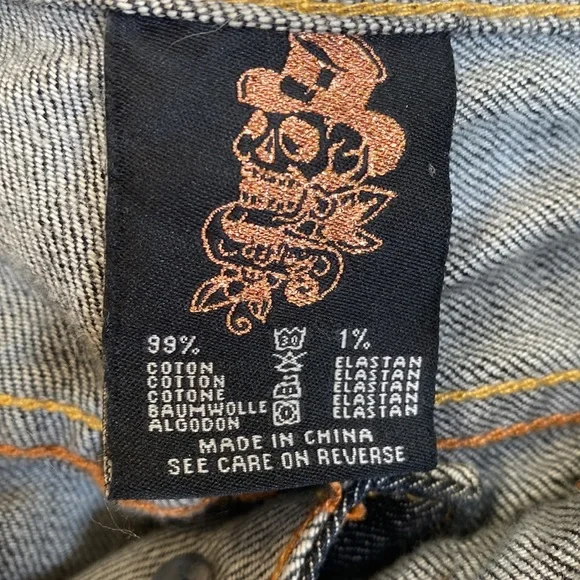 99% 30 1%
COTON ELASTAN
COTTON ELASTAN
COTONE ELASTAN
BAUMWOLLE ELASTAN
ALGODON ELASTAN
MADE IN CHINA
SEE CARE ON REVERSE